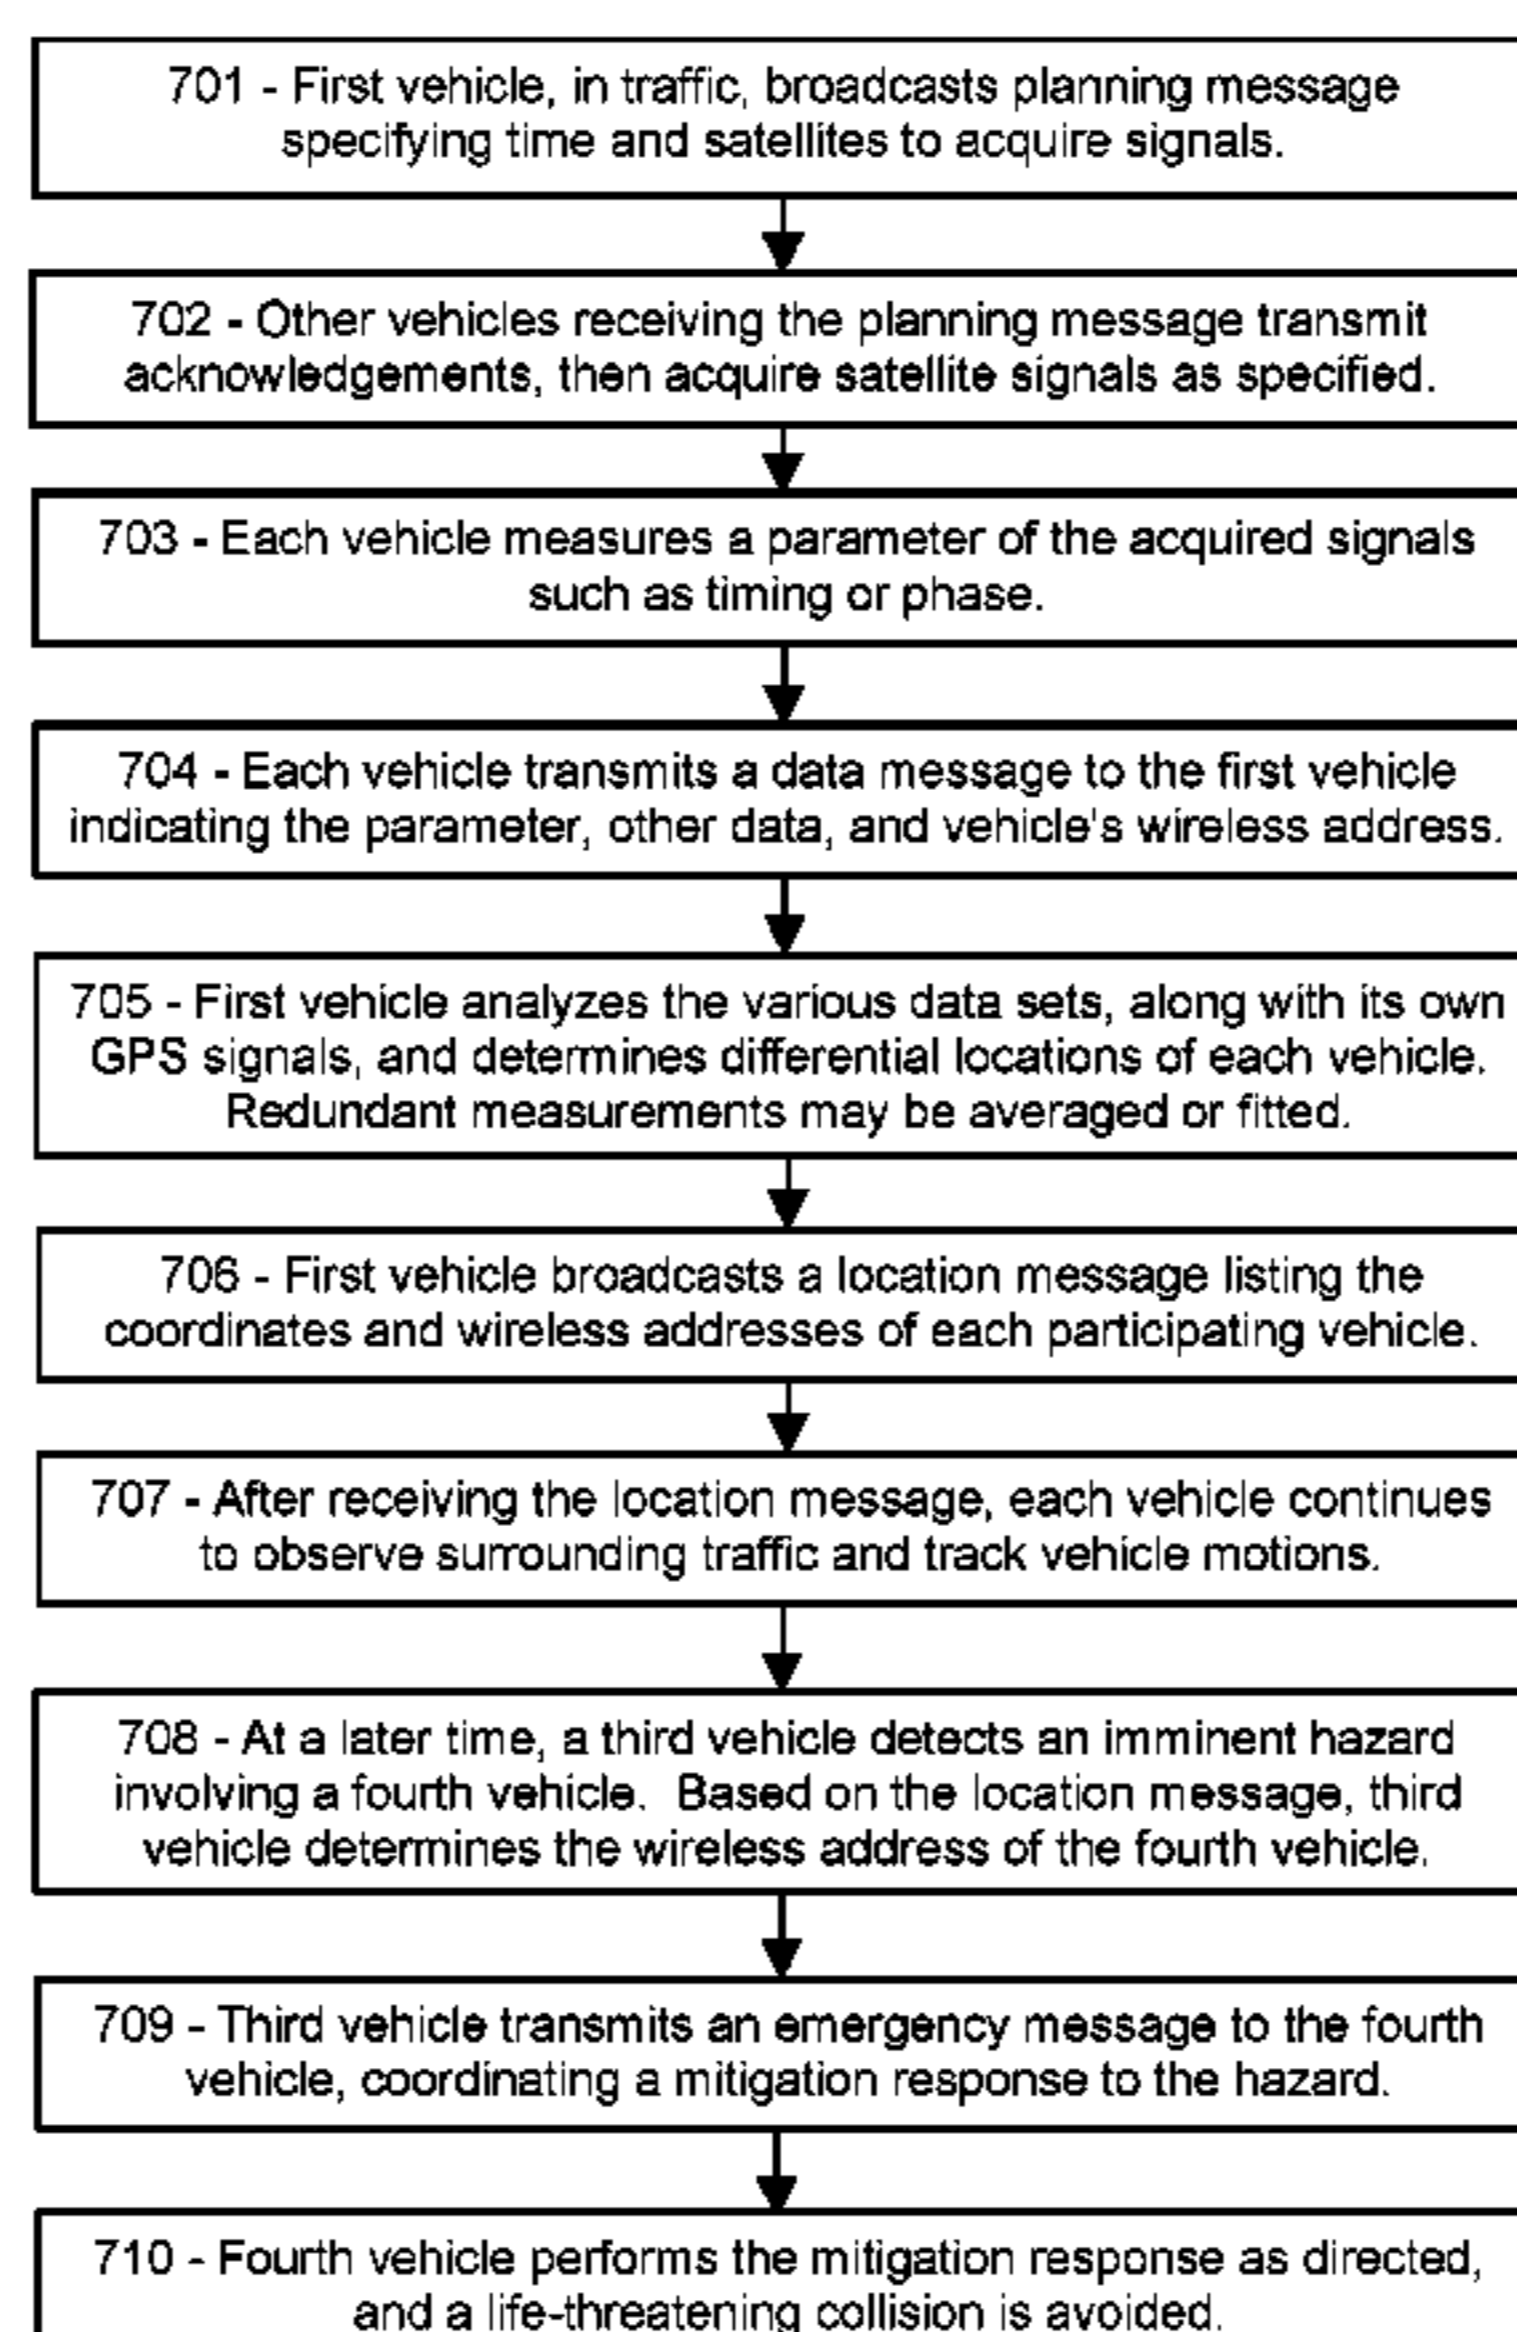 701 - First vehicle, in traffic, broadcasts planning message
specifying time and satellites to acquire signals.
702 - Other vehicles receiving the planning message transmit
acknowledgements, then acquire satellite signals as specified.
703 - Each vehicle measures a parameter of the acquired signals
such as timing or phase.
704 - Each vehicle transmits a data message to the first vehicle
indicating the parameter, other data, and vehicle's wireless address.
705 - First vehicle analyzes the various data sets, along with its own
GPS signals, and determines differential locations of each vehicle.
Redundant measurements may be averaged or fitted.
706 - First vehicle broadcasts a location message listing the
coordinates and wireless addresses of each participating vehicle.
707 - After receiving the location message, each vehicle continues
to observe surrounding traffic and track vehicle motions.
708 - At a later time, a third vehicle detects an imminent hazard
involving a fourth vehicle.  Based on the location message, third
vehicle determines the wireless address of the fourth vehicle.
709 - Third vehicle transmits an emergency message to the fourth
vehicle, coordinating a mitigation response to the hazard.
710 - Fourth vehicle performs the mitigation response as directed,
and a life-threatening collision is avoided.